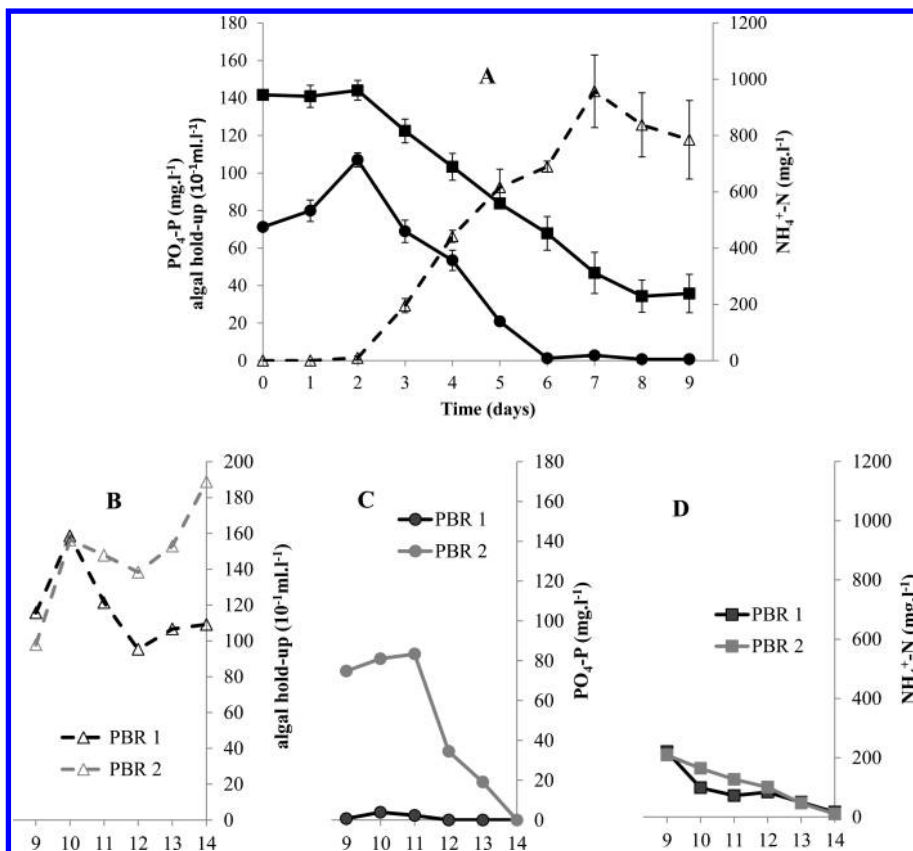 A
180
160
140
120
100
80
60
40
20
0
PO₄-P (mg.l⁻¹)
algal hold-up (10⁻¹ml.l⁻¹)
1200
1000
800
600
400
200
0
NH₄⁺-N (mg.l⁻¹)
0 1 2 3 4 5 6 7 8 9
Time (days)
B
PBR 1
PBR 2
200
180
160
140
120
100
80
60
40
20
0
algal hold-up (10⁻¹ml.l⁻¹)
9 10 11 12 13 14
C
PBR 1
PBR 2
180
160
140
120
100
80
60
40
20
0
PO₄-P (mg.l⁻¹)
9 10 11 12 13 14
D
PBR 1
PBR 2
1200
1000
800
600
400
200
0
NH₄⁺-N (mg.l⁻¹)
9 10 11 12 13 14